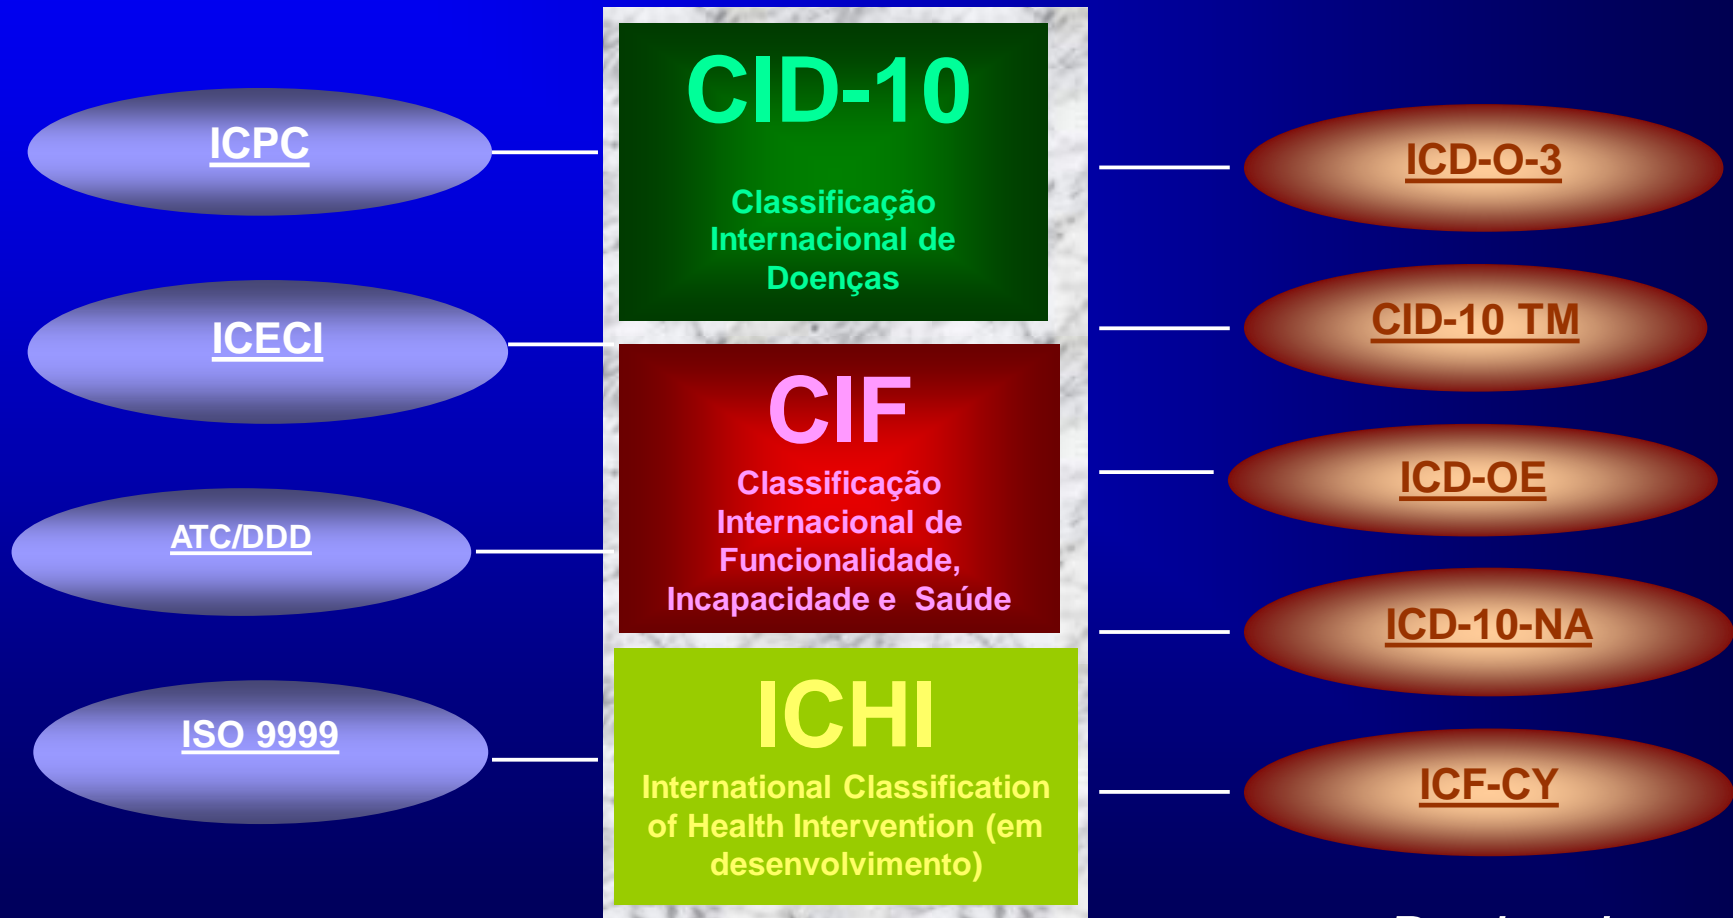 ICPC
ICECI
ATC/DDD
ISO 9999
CID-10
Classificação
Internacional de
Doenças
CIF
Classificação
Internacional de
Funcionalidade,
Incapacidade e Saúde
ICHI
International Classification
of Health Intervention (em
desenvolvimento)
ICD-O-3
CID-10 TM
ICD-OE
ICD-10-NA
ICF-CY